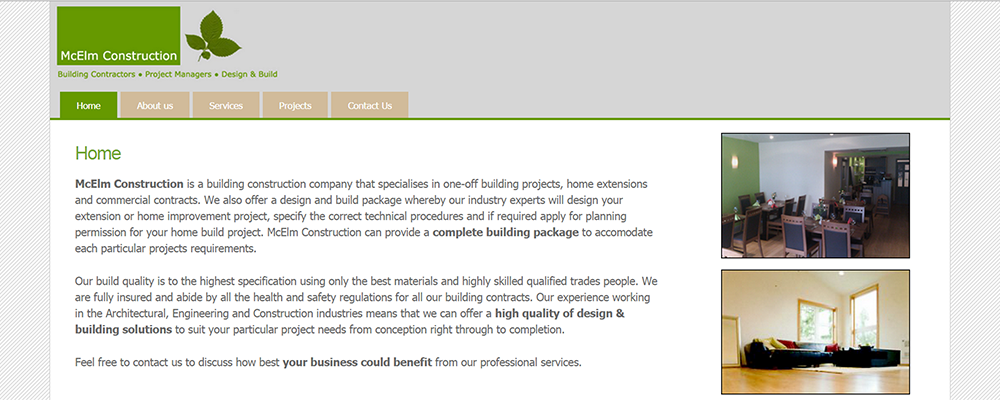 McElm Construction
Building Contractors • Project Managers • Design & Build
Home About us Services Projects Contact Us
Home
McElm Construction is a building construction company that specialises in one-off building projects, home extensions
and commercial contracts. We also offer a design and build package whereby our industry experts will design your
extension or home improvement project, specify the correct technical procedures and if required apply for planning
permission for your home build project. McElm Construction can provide a complete building package to accomodate
each particular projects requirements.
Our build quality is to the highest specification using only the best materials and highly skilled qualified trades people. We
are fully insured and abide by all the health and safety regulations for all our building contracts. Our experience working
in the Architectural, Engineering and Construction industries means that we can offer a high quality of design &
building solutions to suit your particular project needs from conception right through to completion.
Feel free to contact us to discuss how best your business could benefit from our professional services.